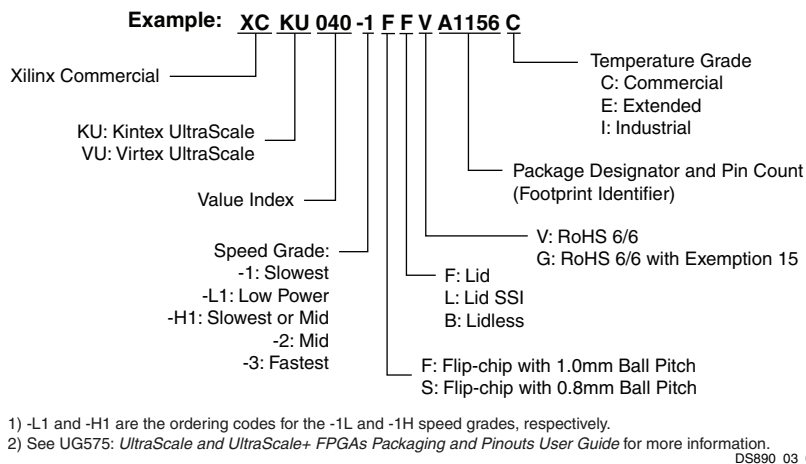 Example: XC KU 040 -1 F F V A1156 C
Xilinx Commercial
KU: Kintex UltraScale
VU: Virtex UltraScale
Value Index
Speed Grade:
-1: Slowest
-L1: Low Power
-H1: Slowest or Mid
-2: Mid
-3: Fastest
Temperature Grade
C: Commercial
E: Extended
I: Industrial
Package Designator and Pin Count
(Footprint Identifier)
V: RoHS 6/6
G: RoHS 6/6 with Exemption 15
F: Lid
L: Lid SSI
B: Lidless
F: Flip-chip with 1.0mm Ball Pitch
S: Flip-chip with 0.8mm Ball Pitch
1) -L1 and -H1 are the ordering codes for the -1L and -1H speed grades, respectively.
2) See UG575: UltraScale and UltraScale+ FPGAs Packaging and Pinouts User Guide for more information.
DS890_03